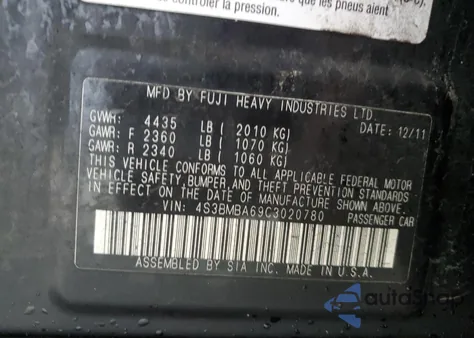 controler la pression.
que les pneus aient
MFD BY FUJI HEAVY INDUSTRIES LTD.
GVWR: 4435 LB ( 2010 KG) DATE: 12/11
GAWR: F 2360 LB ( 1070 KG)
GAWR: R 2340 LB ( 1060 KG)
THIS VEHICLE CONFORMS TO ALL APPLICABLE FEDERAL MOTOR
VEHICLE SAFETY, BUMPER, AND THEFT PREVENTION STANDARDS
IN EFFECT ON THE DATE OF MANUFACTURE SHOWN ABOVE.
VIN: 4S3BMBA69C3020780 PASSENGER CAR
ASSEMBLED BY SIA INC. MADE IN U.S.A.